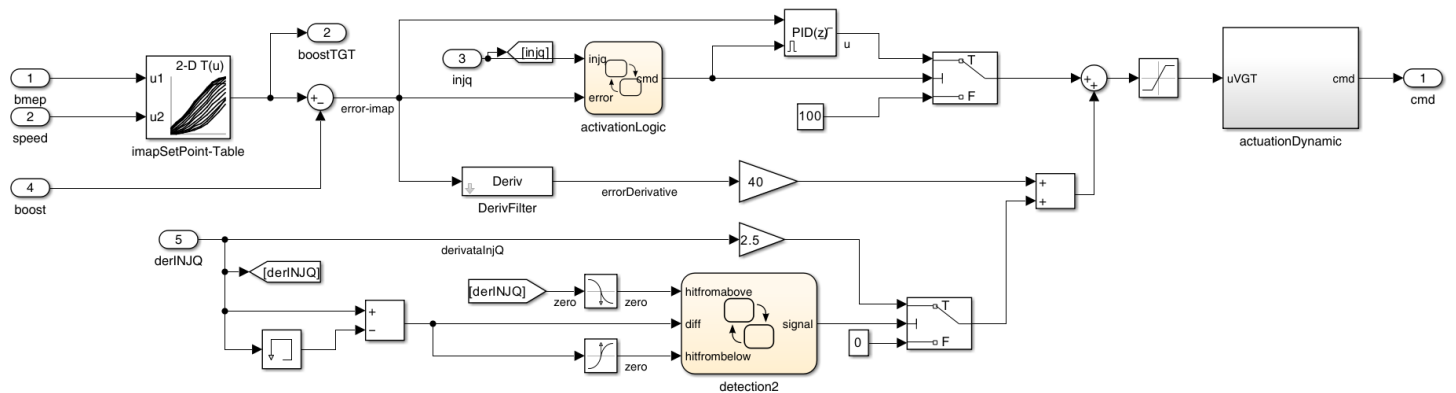 2-D T(u)
u1
u2
imapSetPoint-Table
1
bmep
2
speed
4
boost
2
boostTGT
+
−
error-imap
3
injq
[injq]
injq
error
cmd
activationLogic
PID(z)
u
100
T
F
+
+
uVGT
cmd
actuationDynamic
1
cmd
Deriv
DerivFilter
errorDerivative
40
+
+
5
derINJQ
derivataInjQ
2.5
[derINJQ]
[derINJQ]
zero
zero
+
−
zero
hitfromabove
diff
hitfrombelow
signal
detection2
0
T
F